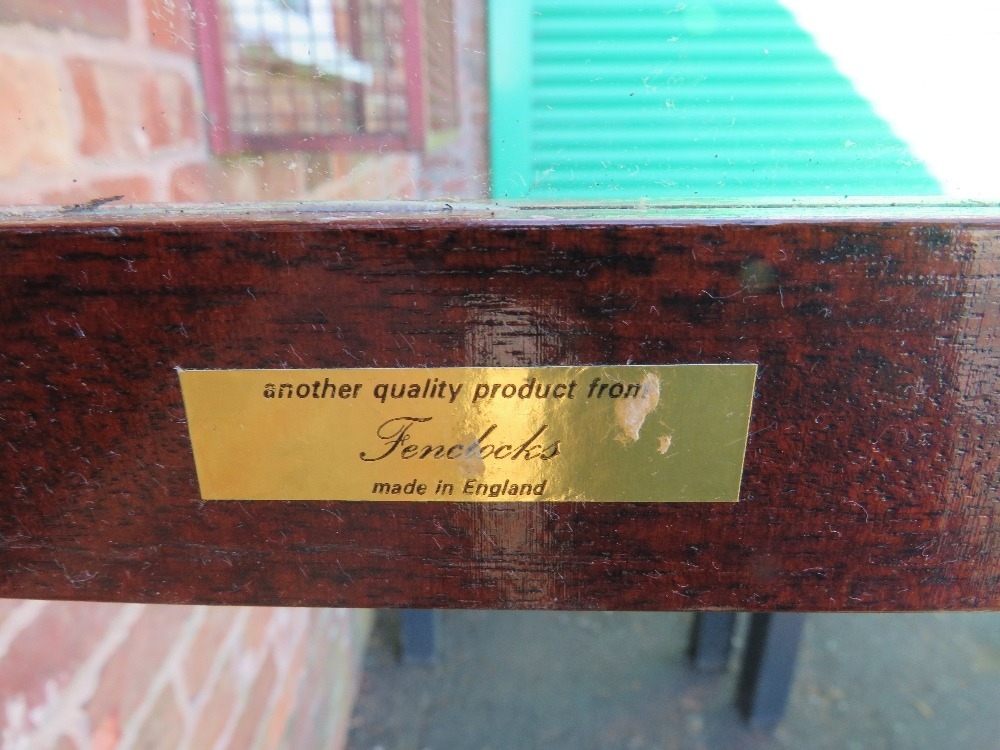 another quality product from
Fenclocks
made in England